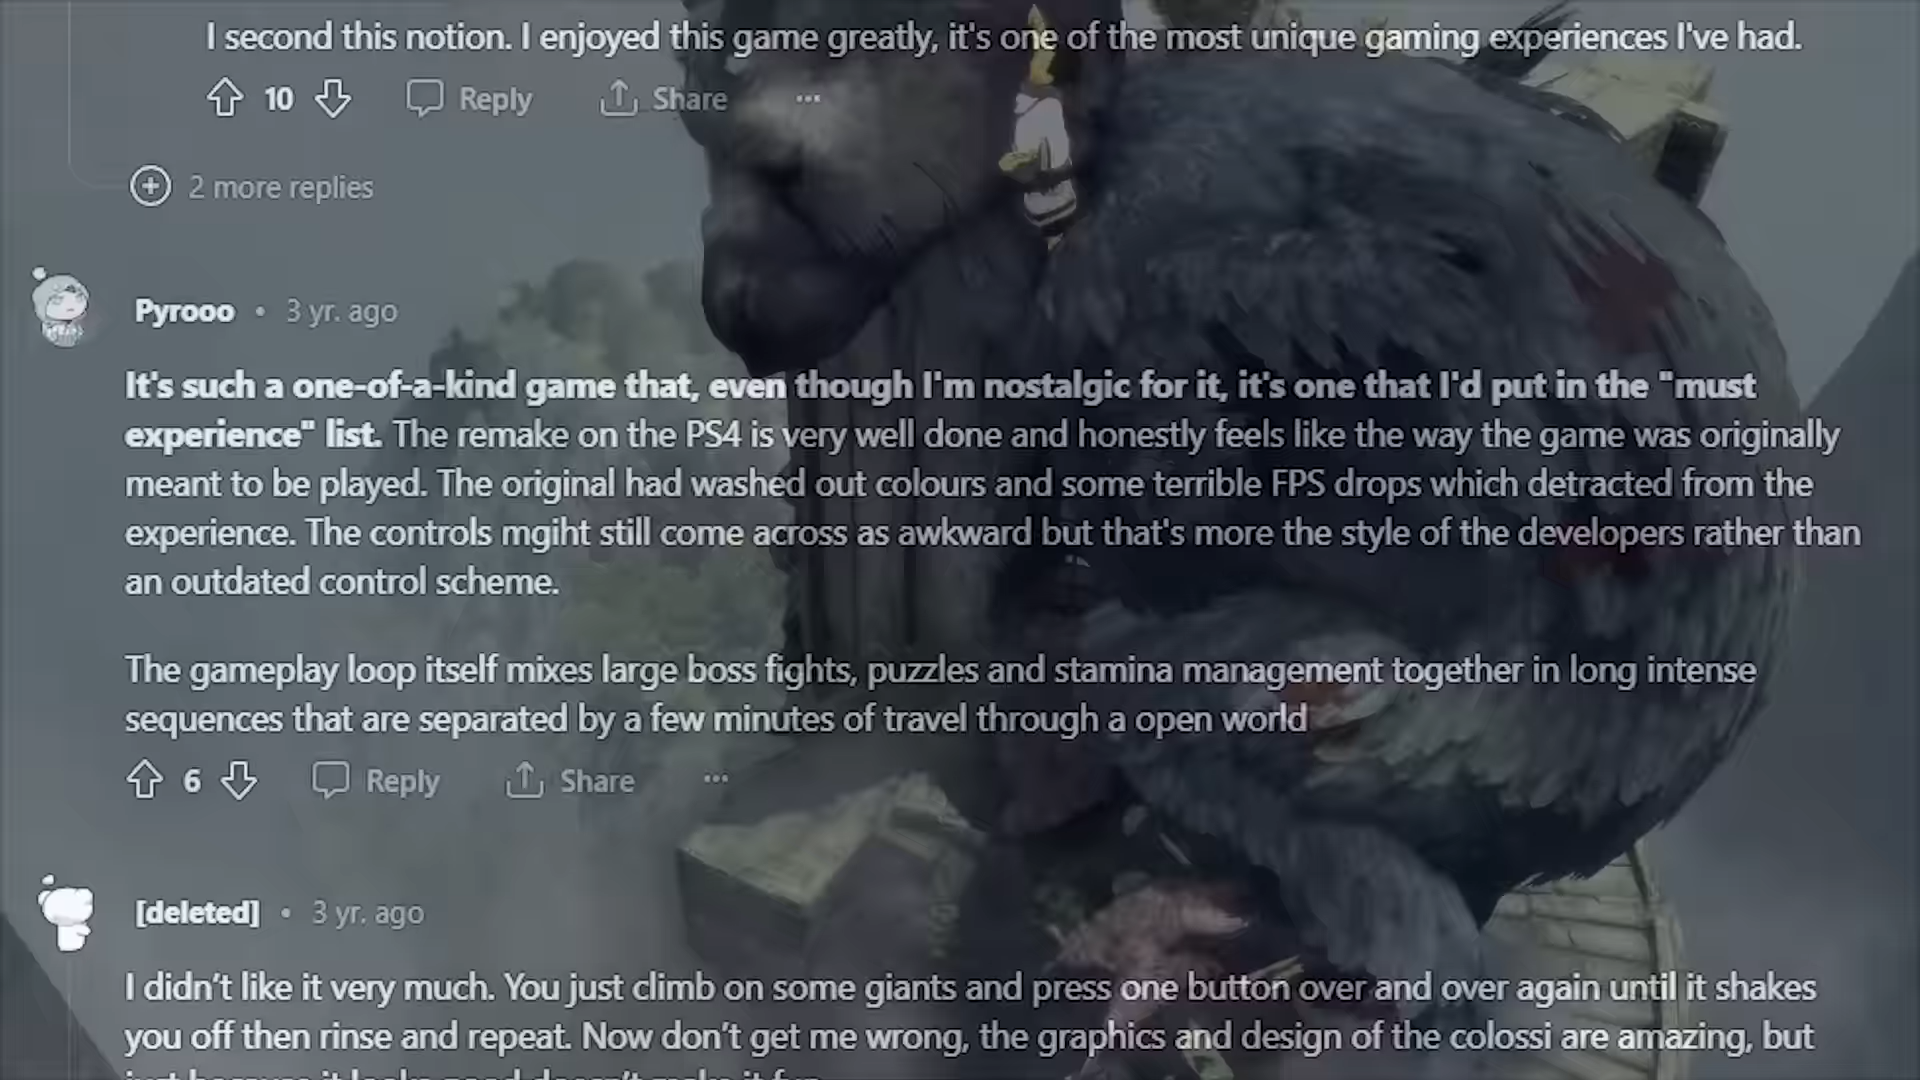 I second this notion. I enjoyed this game greatly, it's one of the most unique gaming experiences I've had.
10 Reply Share ...
2 more replies
Pyrooo • 3 yr. ago
It's such a one-of-a-kind game that, even though I'm nostalgic for it, it's one that I'd put in the "must
experience" list. The remake on the PS4 is very well done and honestly feels like the way the game was originally
meant to be played. The original had washed out colours and some terrible FPS drops which detracted from the
experience. The controls mgiht still come across as awkward but that's more the style of the developers rather than
an outdated control scheme.
The gameplay loop itself mixes large boss fights, puzzles and stamina management together in long intense
sequences that are separated by a few minutes of travel through a open world
6 Reply Share ...
[deleted] • 3 yr. ago
I didn’t like it very much. You just climb on some giants and press one button over and over again until it shakes
you off then rinse and repeat. Now don’t get me wrong, the graphics and design of the colossi are amazing, but
just because it looks good doesn’t make it fun